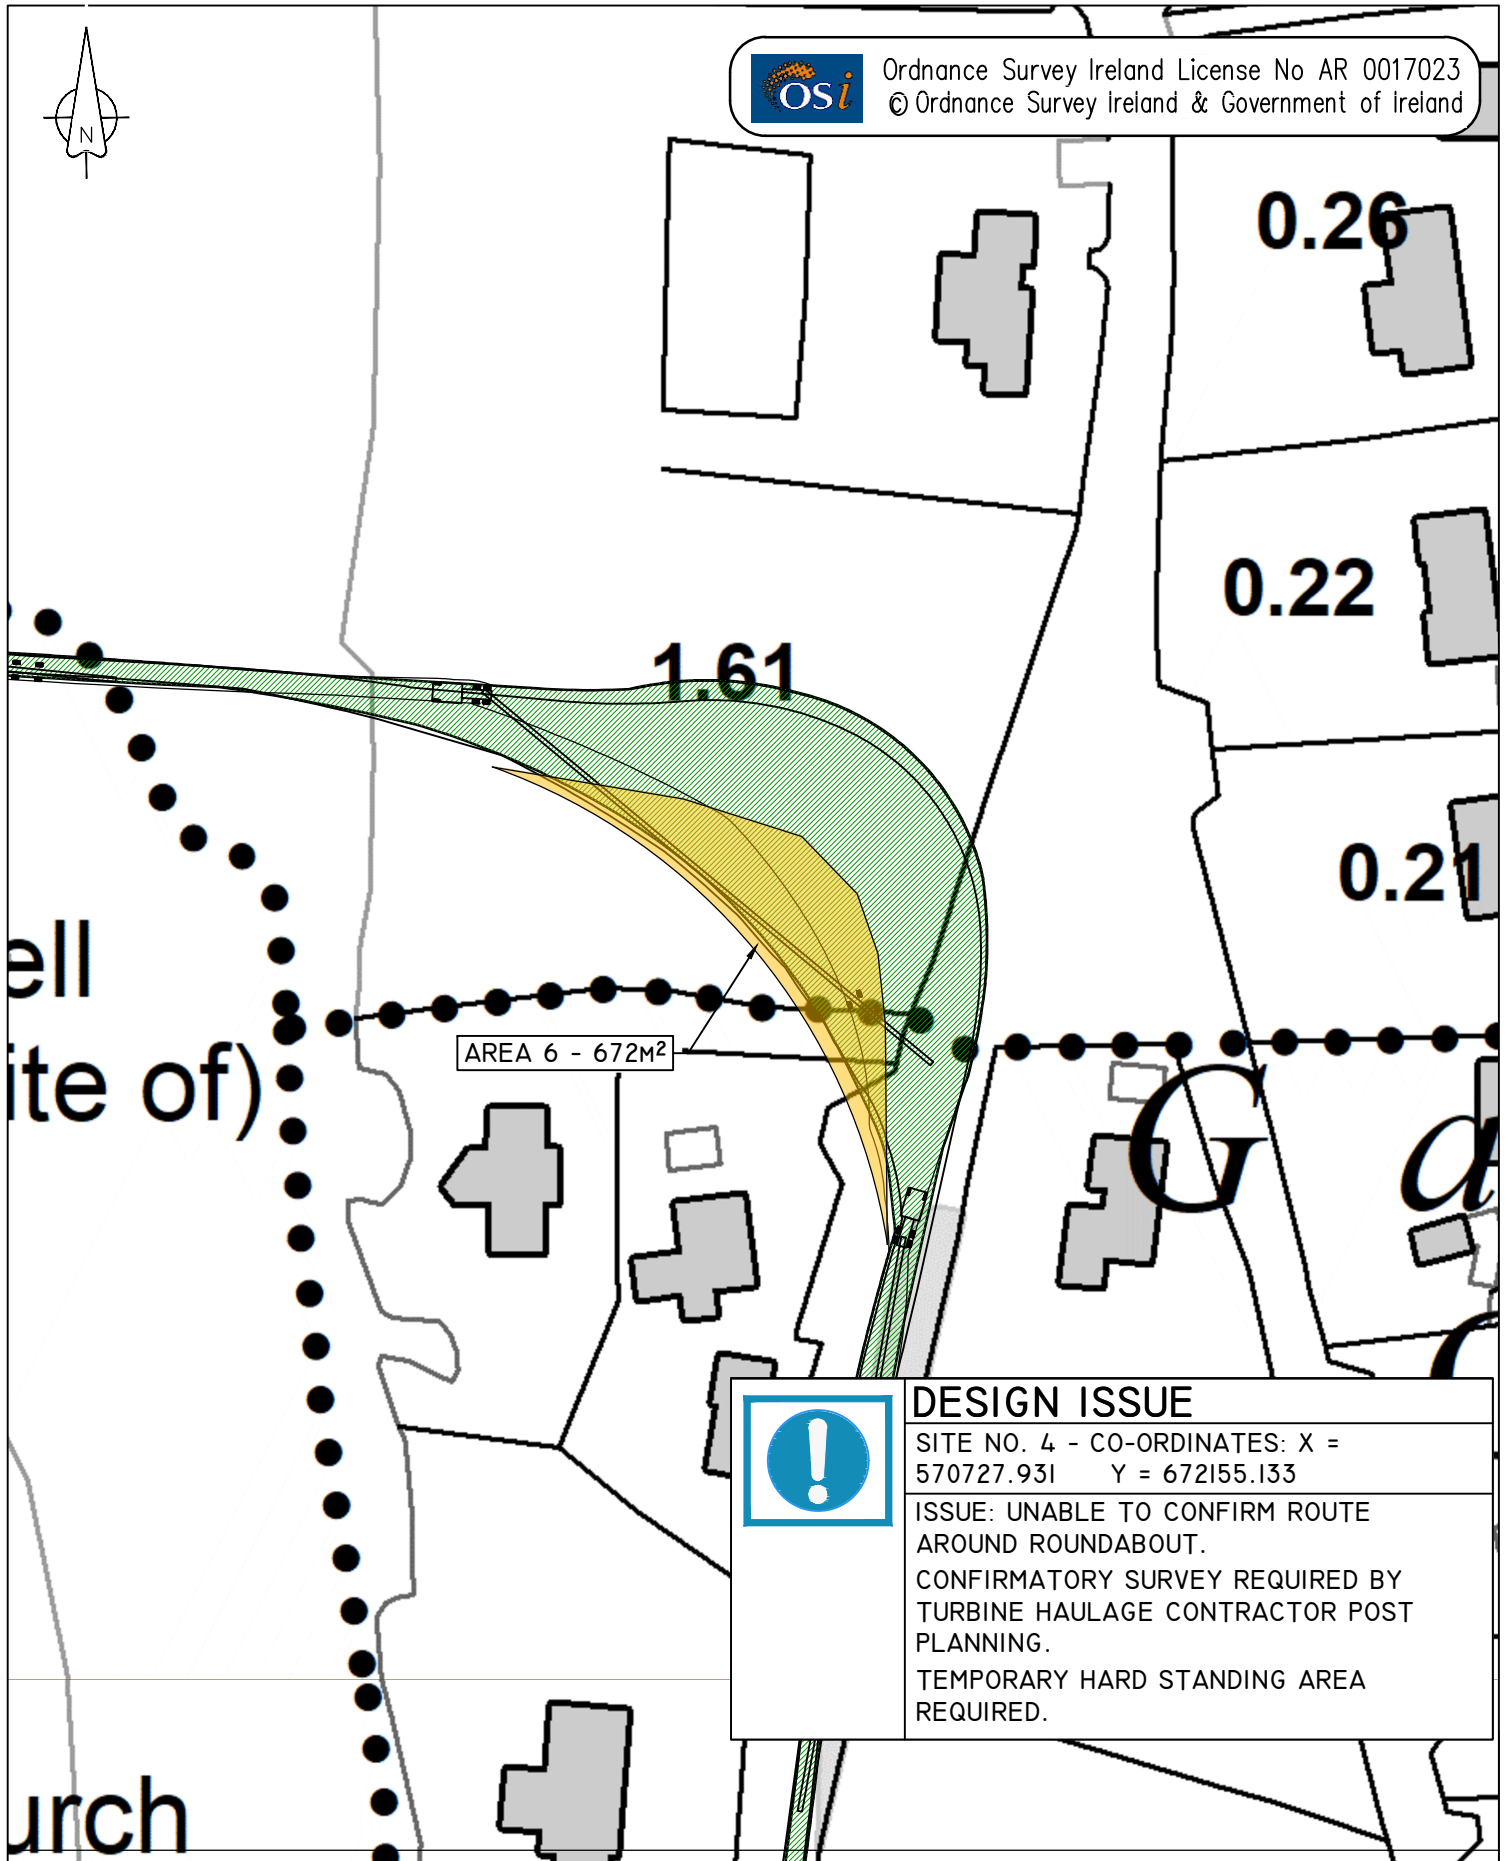 N
OSi
Ordnance Survey Ireland License No AR 0017023
© Ordnance Survey Ireland & Government of Ireland
0.26
0.22
1.61
0.21
ell
ite of)
AREA 6 - 672M²
G a
DESIGN ISSUE
SITE NO. 4 - CO-ORDINATES: X =
570727.931 Y = 672155.133
ISSUE: UNABLE TO CONFIRM ROUTE
AROUND ROUNDABOUT.
CONFIRMATORY SURVEY REQUIRED BY
TURBINE HAULAGE CONTRACTOR POST
PLANNING.
TEMPORARY HARD STANDING AREA
REQUIRED.
urch